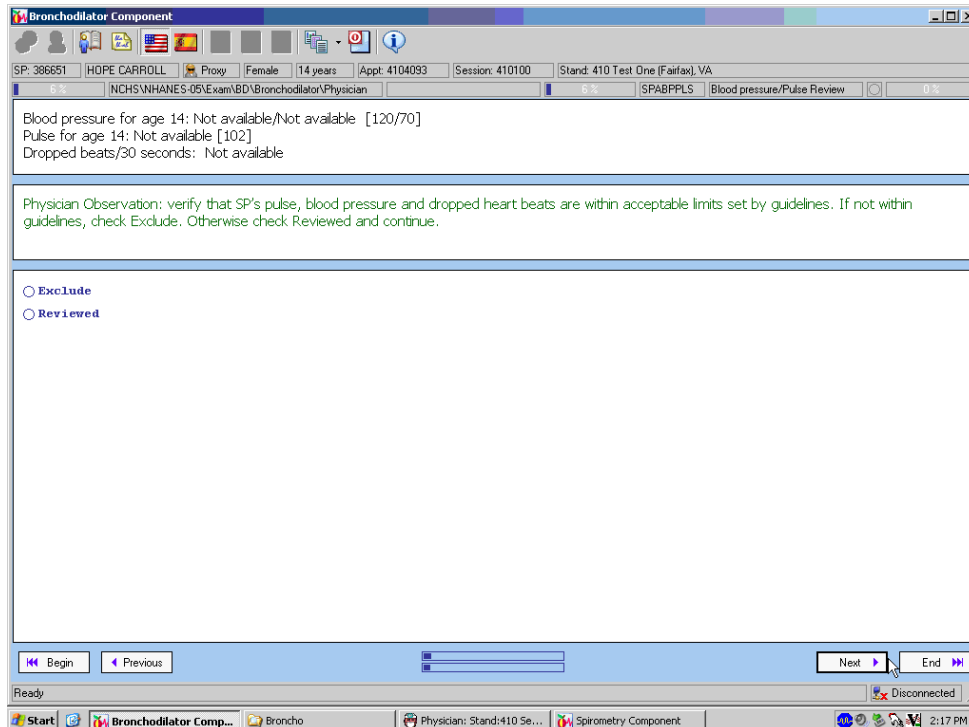 Bronchodilator Component
SP: 386651 HOPE CARROLL Proxy Female 14 years Appt: 4104093 Session: 410100 Stand: 410 Test One (Fairfax), VA
6 % NCHS\NHANES-05\Exam\BD\Bronchodilator\Physician 6 % SPABPPLS Blood pressure/Pulse Review 0 %
Blood pressure for age 14: Not available/Not available [120/70]
Pulse for age 14: Not available [102]
Dropped beats/30 seconds: Not available
Physician Observation: verify that SP's pulse, blood pressure and dropped heart beats are within acceptable limits set by guidelines. If not within
guidelines, check Exclude. Otherwise check Reviewed and continue.
Exclude
Reviewed
Begin Previous Next End
Ready Disconnected
Start Bronchodilator Comp... Broncho Physician: Stand:410 Se... Spirometry Component 2:17 PM